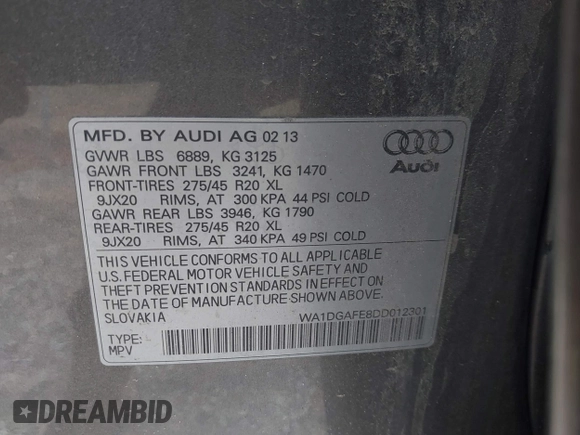 MFD. BY AUDI AG 02 13
GVWR LBS 6889, KG 3125
GAWR FRONT LBS 3241, KG 1470
FRONT-TIRES 275/45 R20 XL
9JX20 RIMS, AT 300 KPA 44 PSI COLD
GAWR REAR LBS 3946, KG 1790
REAR-TIRES 275/45 R20 XL
9JX20 RIMS, AT 340 KPA 49 PSI COLD
Audi
THIS VEHICLE CONFORMS TO ALL APPLICABLE
U.S. FEDERAL MOTOR VEHICLE SAFETY AND
THEFT PREVENTION STANDARDS IN EFFECT ON
THE DATE OF MANUFACTURE SHOWN ABOVE.
SLOVAKIA
WA1DGAFE8DD012301
TYPE:
MPV
DREAMBID